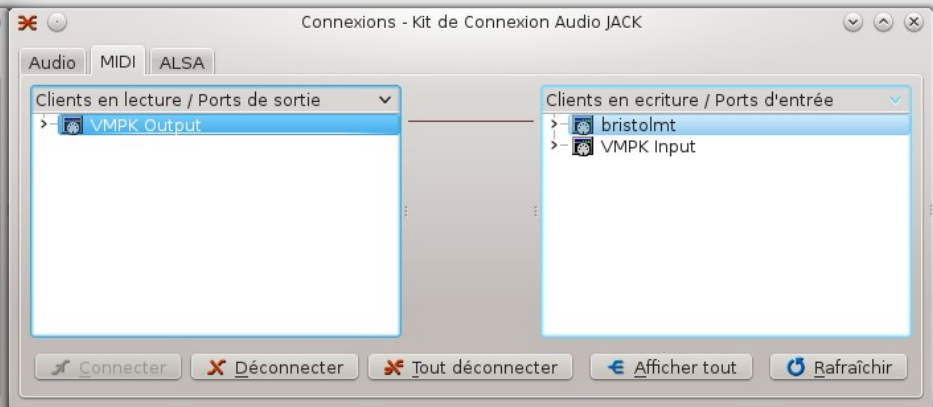 Connexions - Kit de Connexion Audio JACK
Audio MIDI ALSA
Clients en lecture / Ports de sortie
VMPK Output
Clients en ecriture / Ports d'entrée
bristolmt
VMPK Input
Connecter Déconnecter Tout déconnecter Afficher tout Rafraîchir